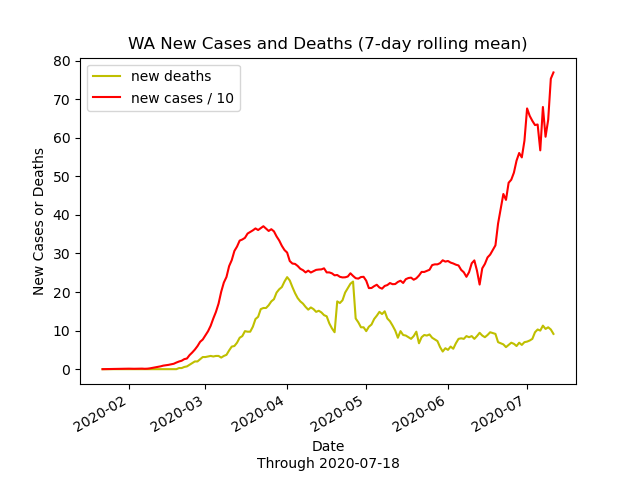 WA New Cases and Deaths (7-day rolling mean)
new deaths
new cases / 10
New Cases or Deaths
80
70
60
50
40
30
20
10
0
2020-02
2020-03
2020-04
2020-05
2020-06
2020-07
Date
Through 2020-07-18